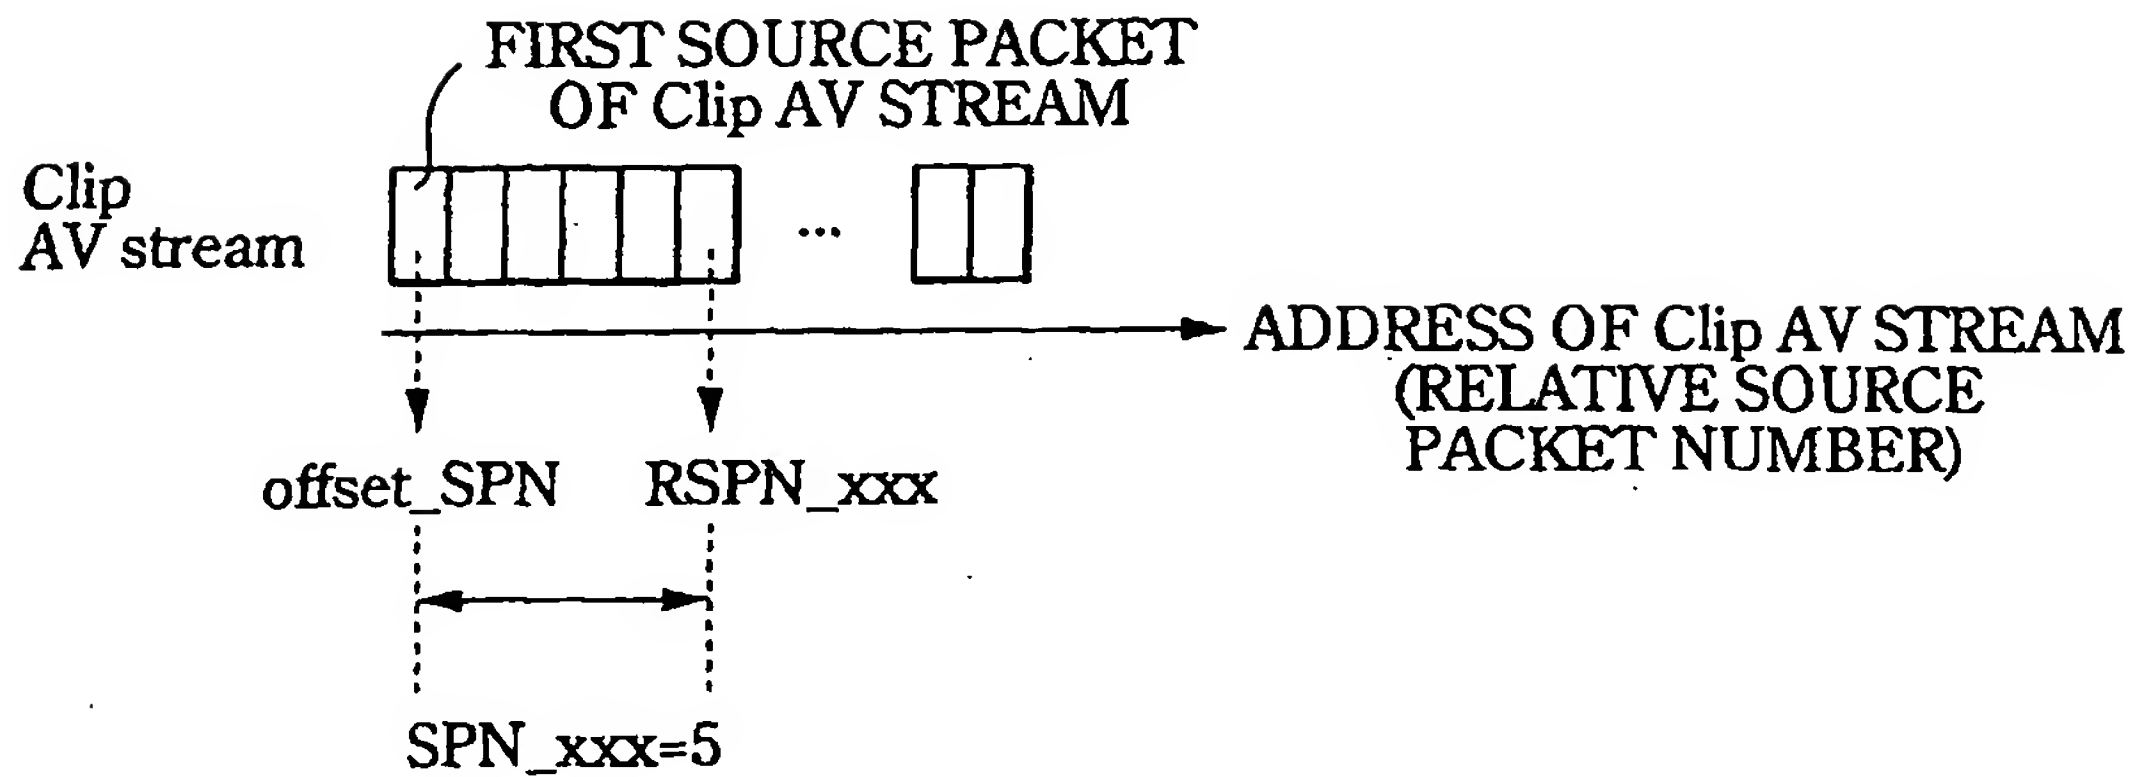 FIRST SOURCE PACKET
OF Clip AV STREAM
Clip
AV stream
...
ADDRESS OF Clip AV STREAM
(RELATIVE SOURCE
PACKET NUMBER)
offset_SPN
RSPN_xxx
SPN_xxx=5